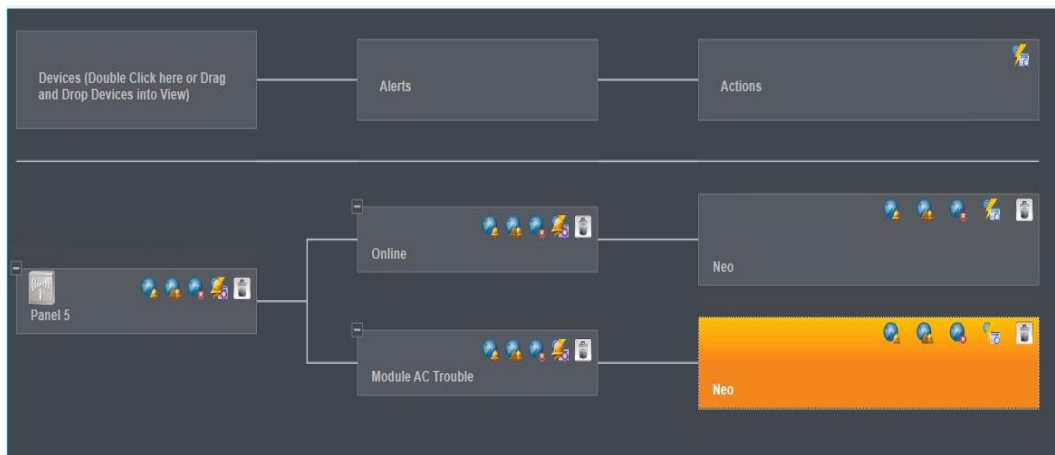 Devices (Double Click here or Drag
and Drop Devices into View)
Alerts
Actions
Online
Neo
Panel 5
Module AC Trouble
Neo